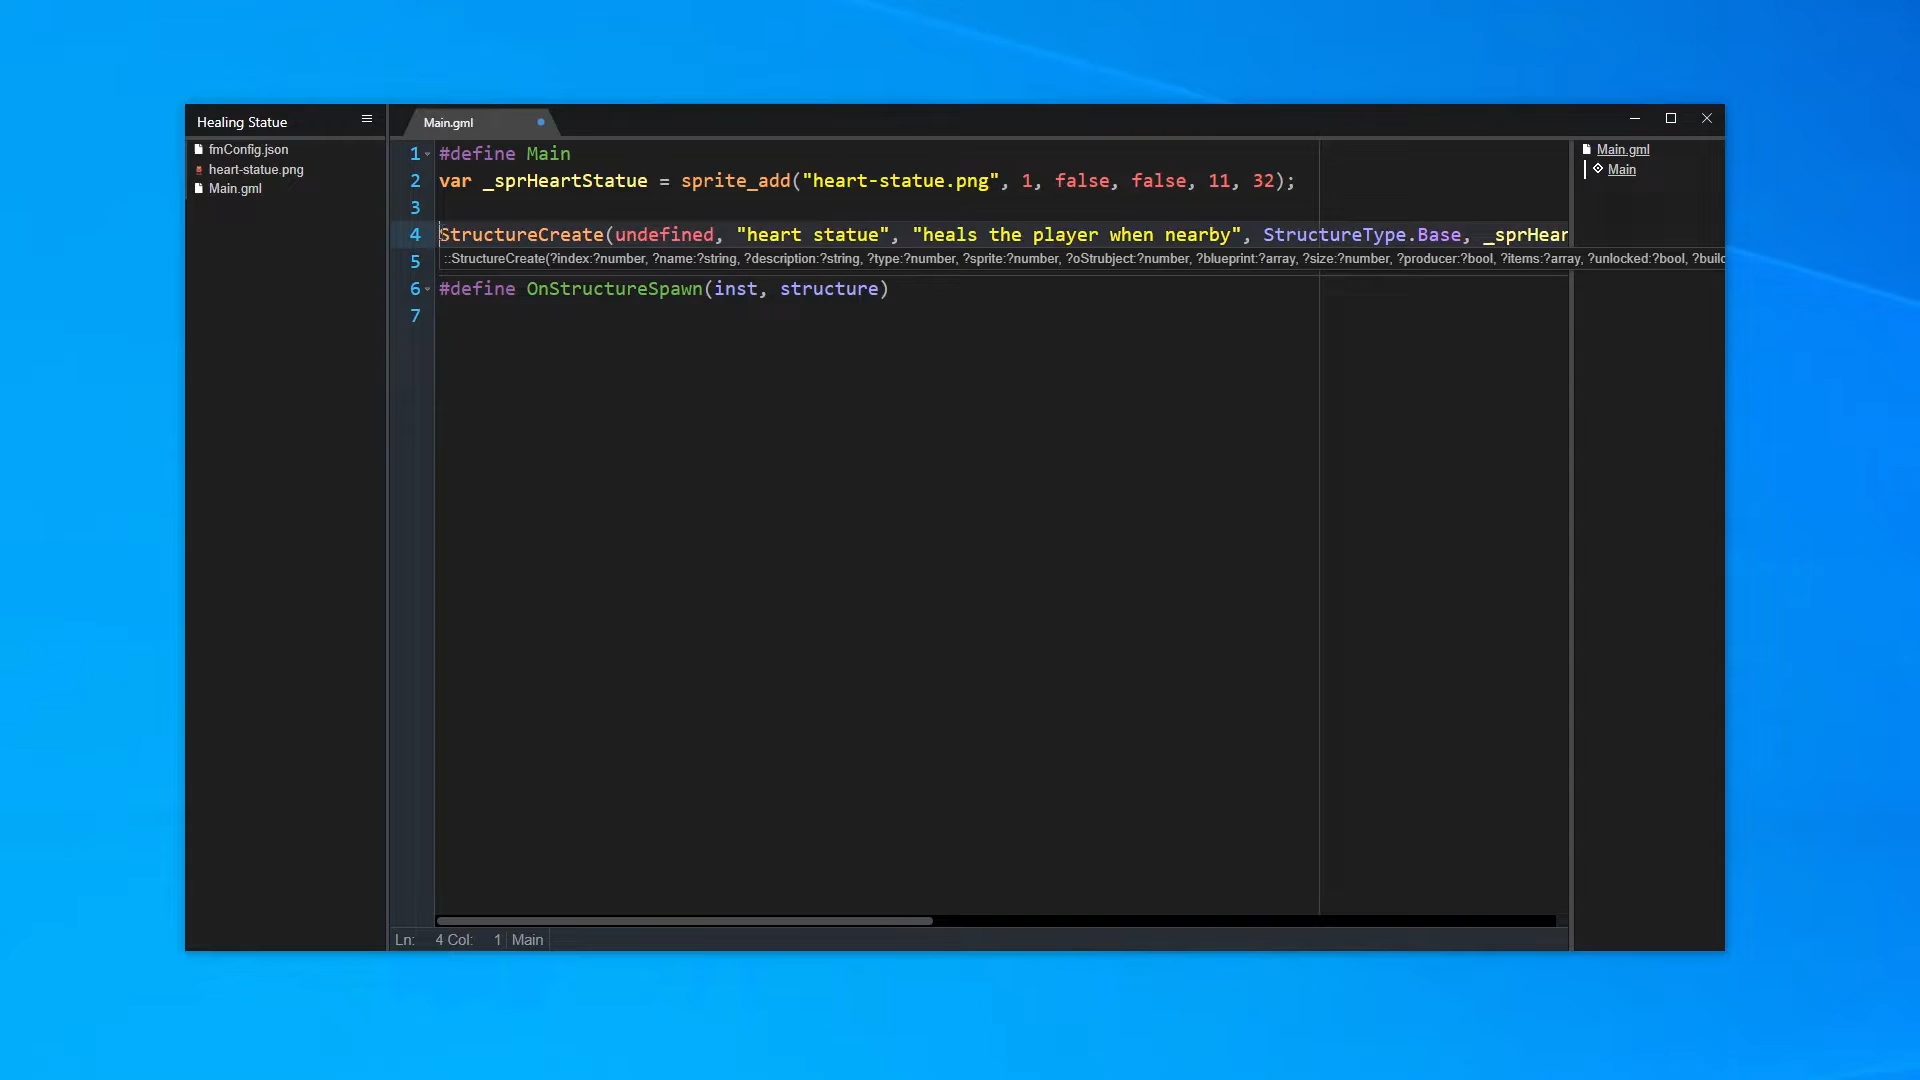 Healing Statue
fmConfig.json
heart-statue.png
Main.gml
Main.gml
1 #define Main
2 var _sprHeartStatue = sprite_add("heart-statue.png", 1, false, false, 11, 32);
3
4 StructureCreate(undefined, "heart statue", "heals the player when nearby", StructureType.Base, _sprHear
5 ::StructureCreate(?index:?number, ?name:?string, ?description:?string, ?type:?number, ?sprite:?number, ?oStrubject:?number, ?blueprint:?array, ?size:?number, ?producer:?bool, ?items:?array, ?unlocked:?bool, ?build
6 #define OnStructureSpawn(inst, structure)
7
Main.gml
Main
Ln: 4 Col: 1 Main